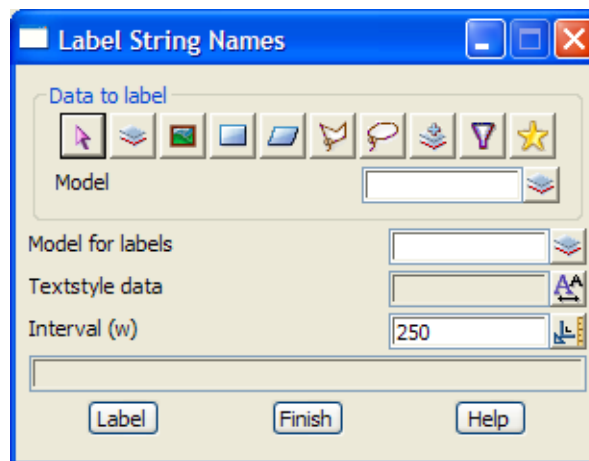 Label String Names
Data to label
Model
Model for labels
Textstyle data
Interval (w)
250
Label
Finish
Help